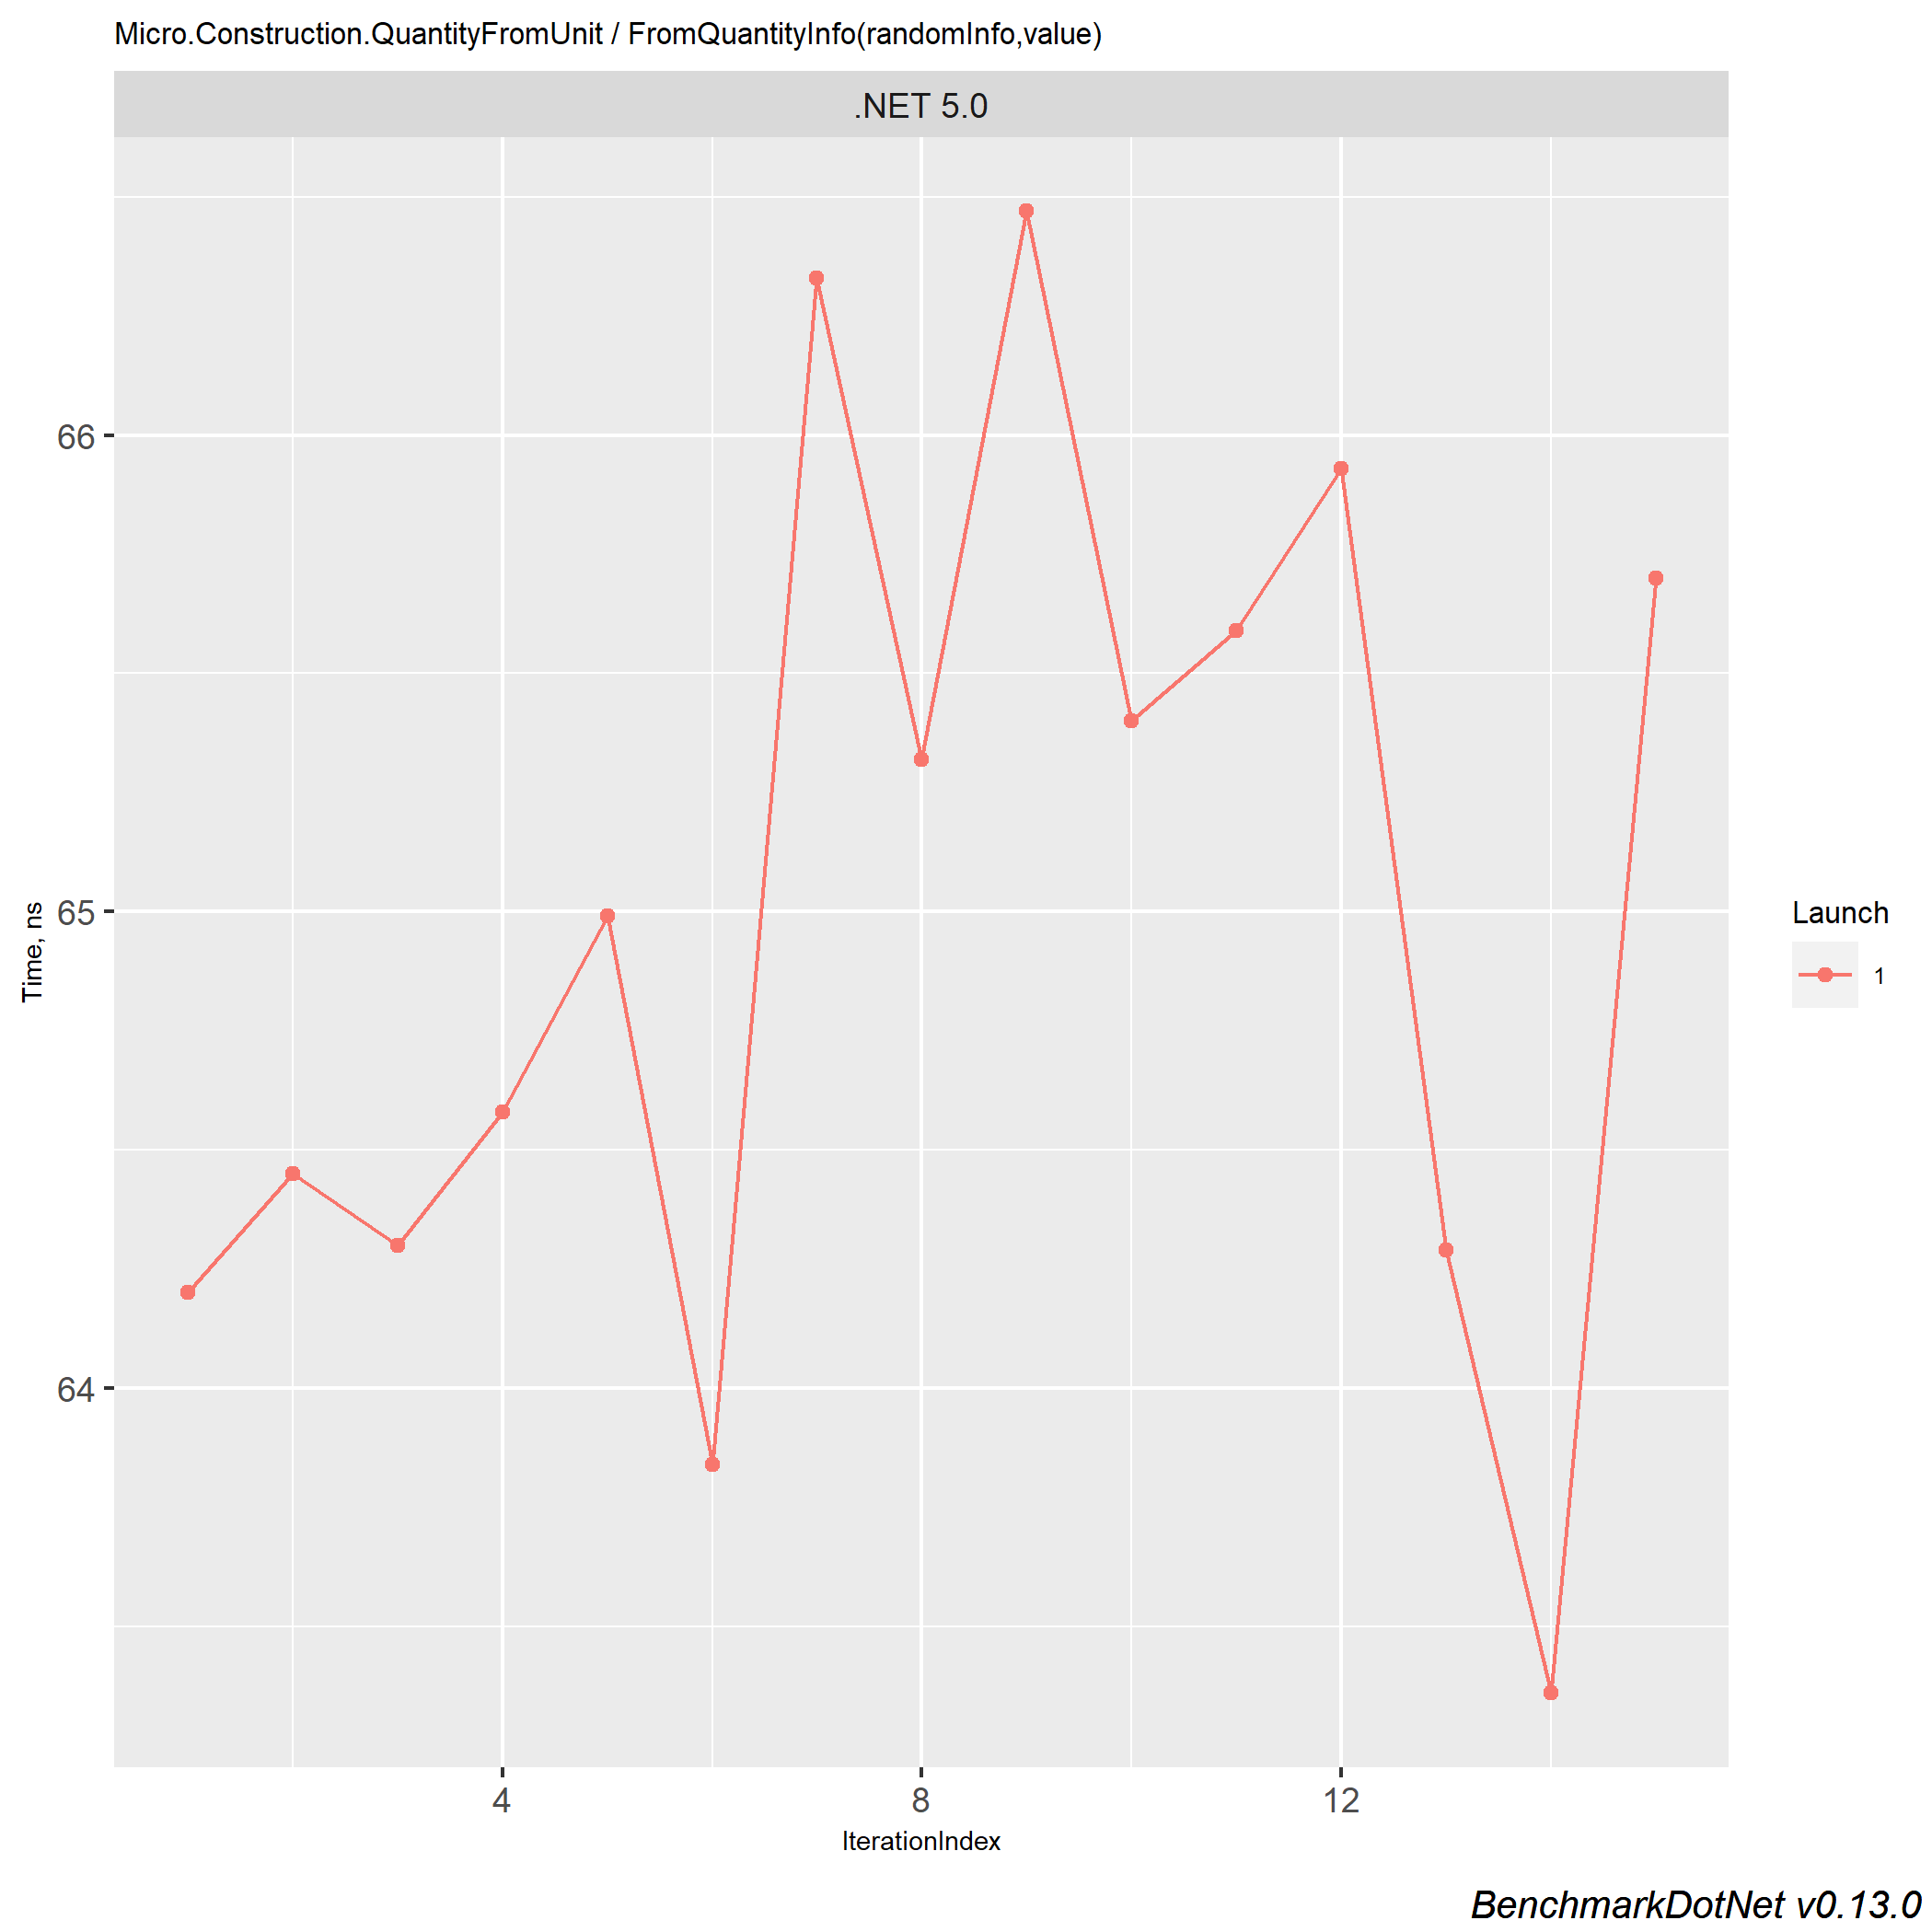 Micro.Construction.QuantityFromUnit / FromQuantityInfo(randomInfo,value)
.NET 5.0
66
65
64
Time, ns
4
8
12
IterationIndex
Launch
1
BenchmarkDotNet v0.13.0